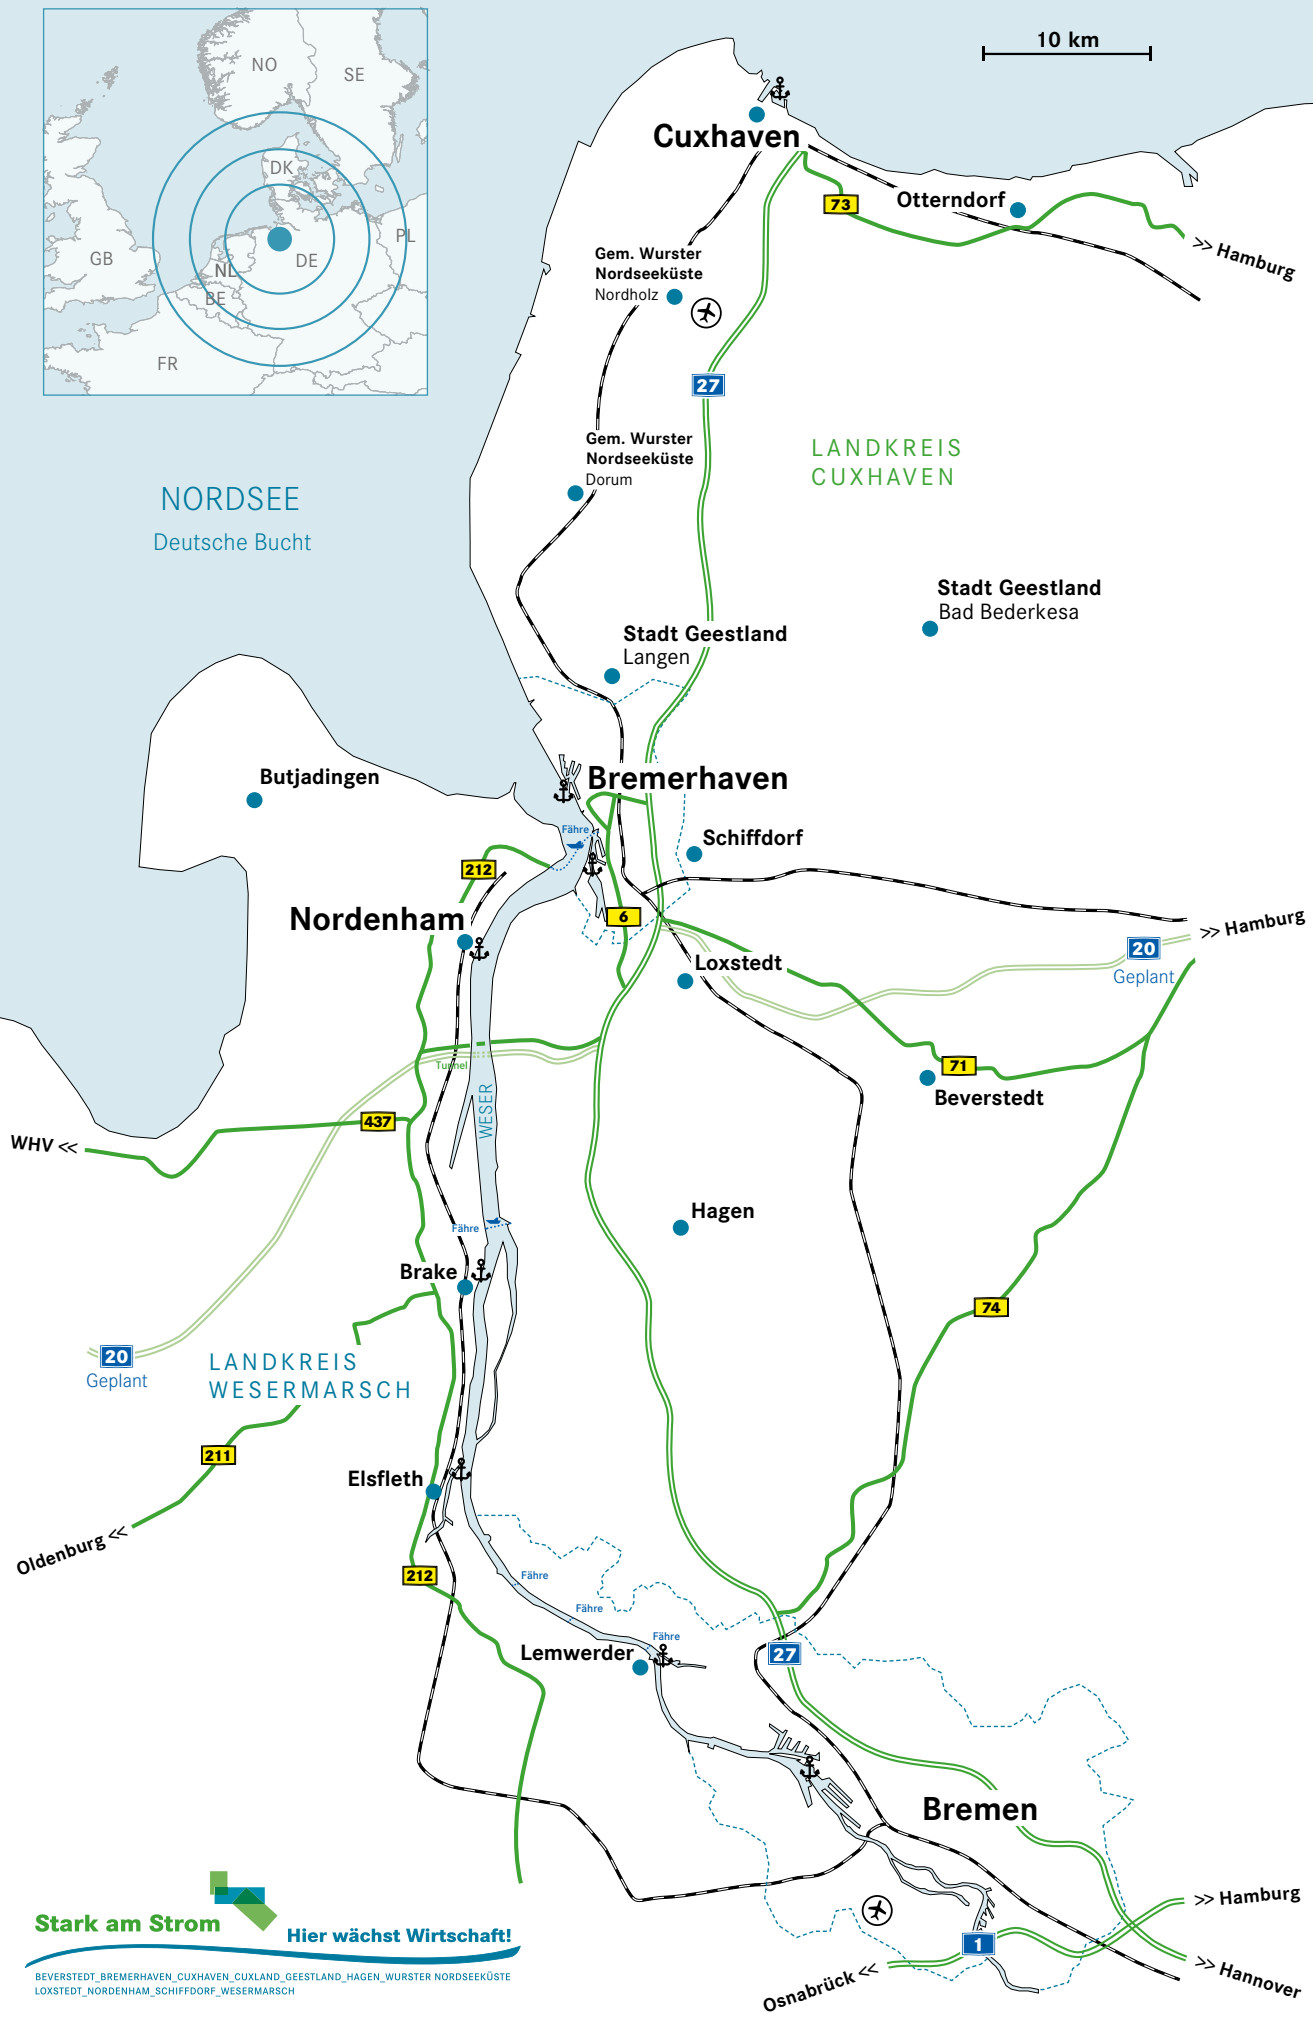 NO
SE
DK
PL
GB
NL
DE
BE
FR
10 km
Cuxhaven
73
Otterndorf
>> Hamburg
Gem. Wurster
Nordseeküste
Nordholz
27
Gem. Wurster
Nordseeküste
Dorum
LANDKREIS
CUXHAVEN
NORDSEE
Deutsche Bucht
Stadt Geestland
Bad Bederkesa
Stadt Geestland
Langen
Butjadingen
Bremerhaven
Fähre
Schiffdorf
212
Nordenham
6
>> Hamburg
20
Geplant
Loxstedt
Tunnel
71
Beverstedt
WESER
437
WHV <<
Hagen
Fähre
Brake
74
20
Geplant
LANDKREIS
WESERMARSCH
211
Elsfleth
Oldenburg <<
212
Fähre
Fähre
Fähre
Lemwerder
27
Bremen
>> Hamburg
1
>> Hannover
Osnabrück <<
Stark am Strom
Hier wächst Wirtschaft!
BEVERSTEDT_BREMERHAVEN_CUXHAVEN_CUXLAND_GEESTLAND_HAGEN_WURSTER NORDSEEKÜSTE
LOXSTEDT_NORDENHAM_SCHIFFDORF_WESERMARSCH